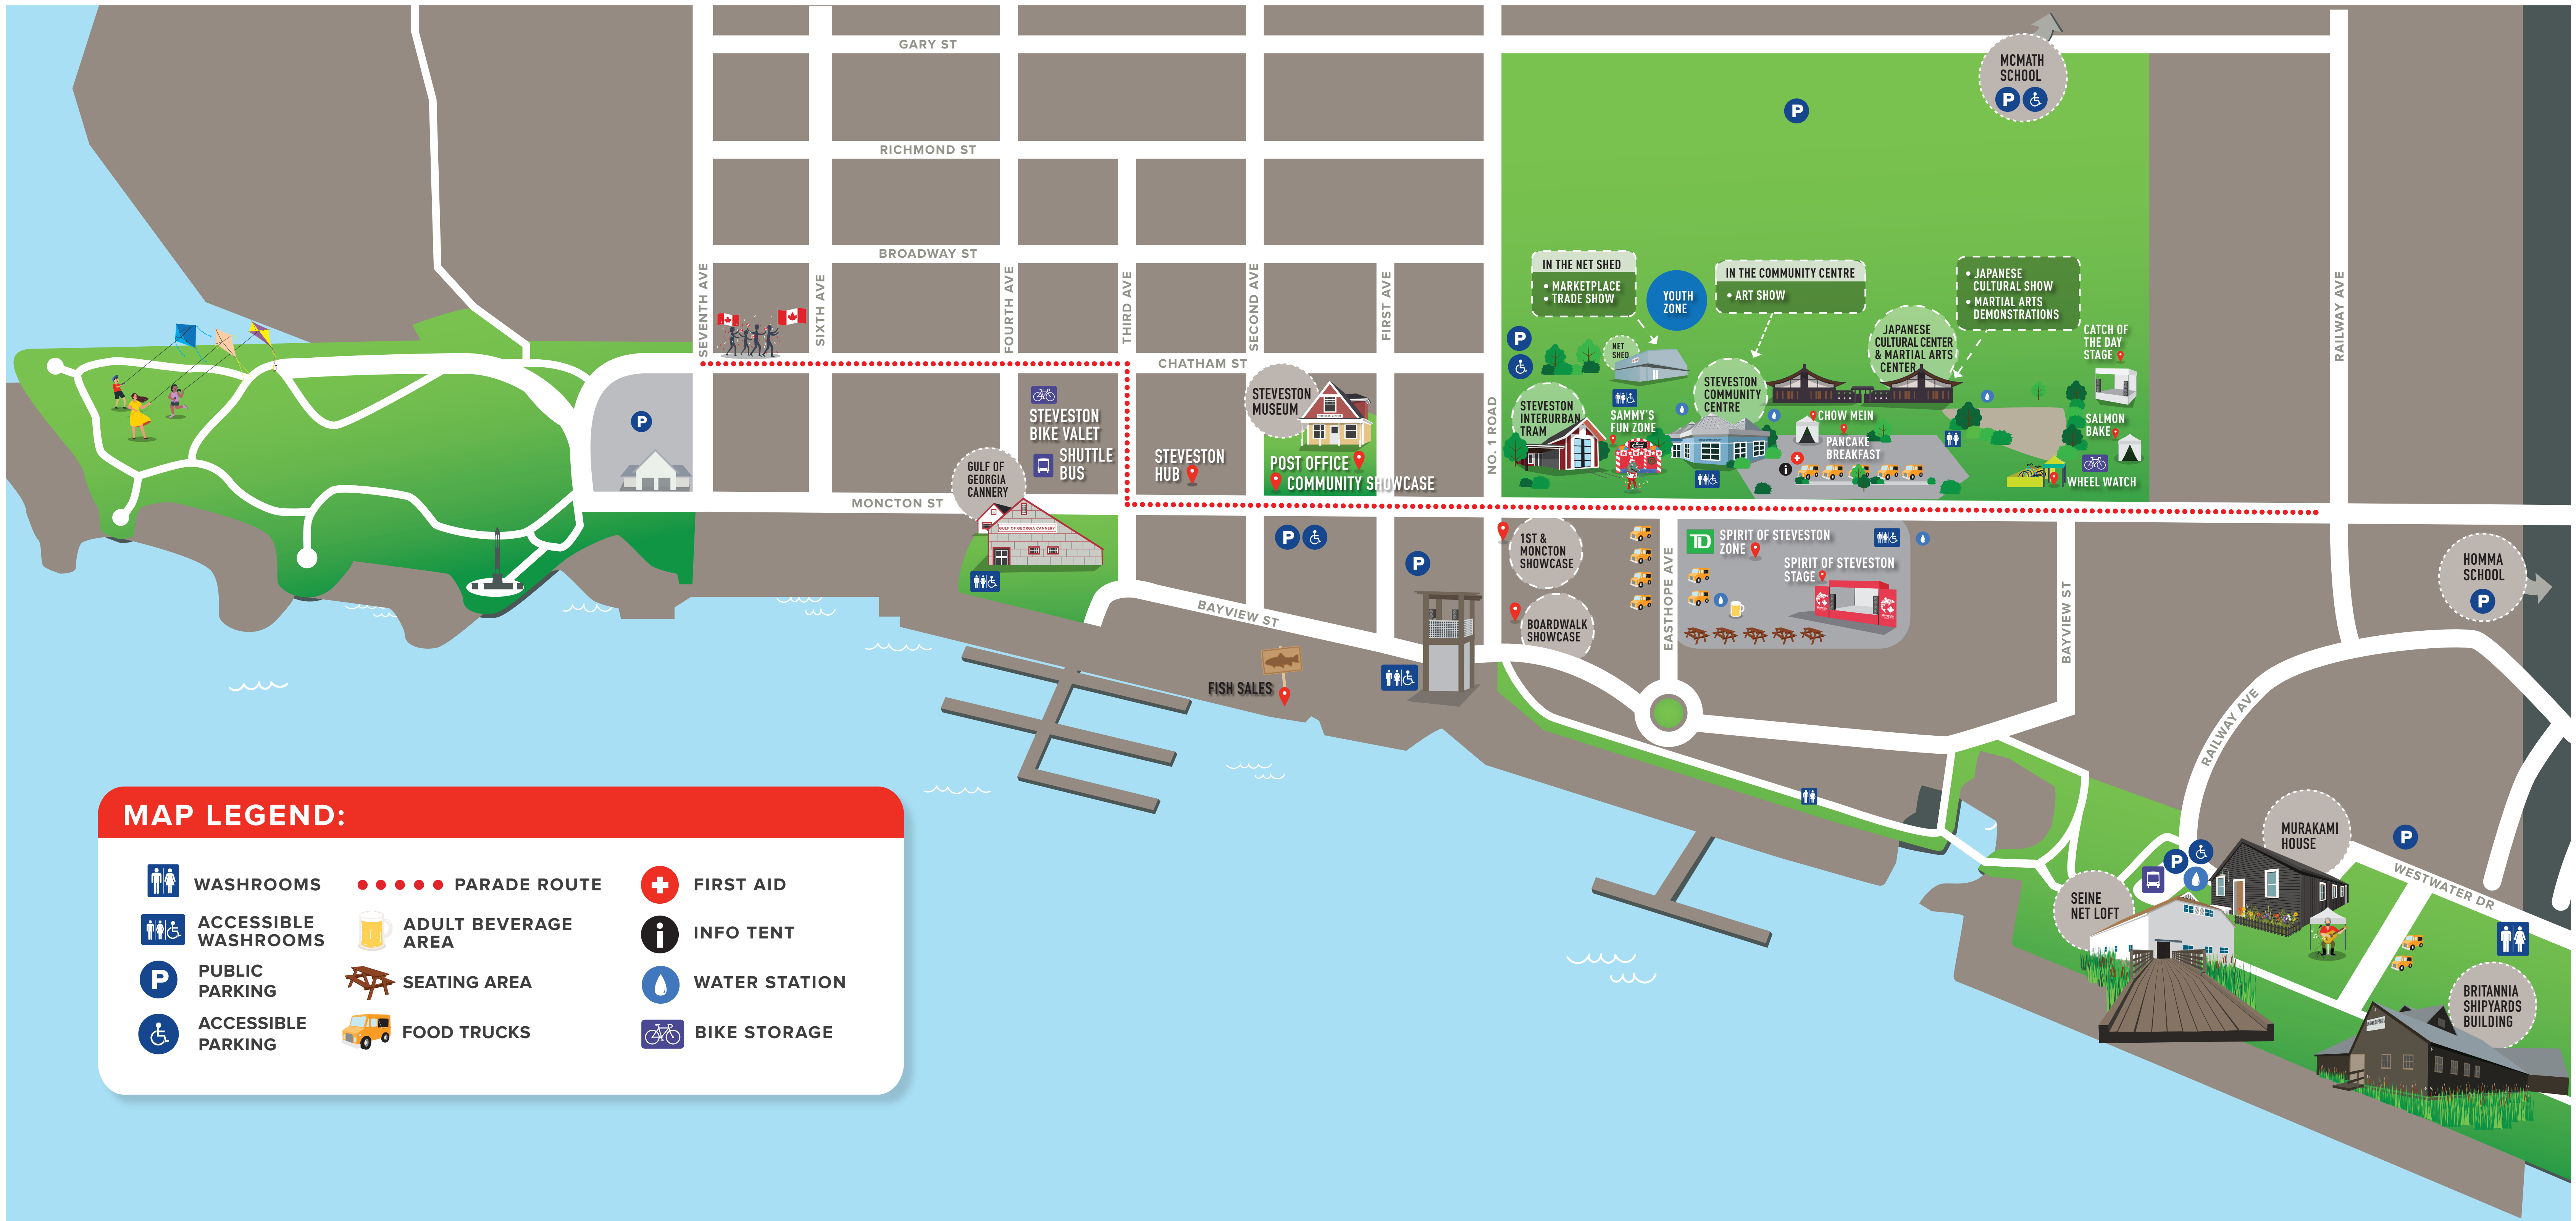 GARY ST
RICHMOND ST
BROADWAY ST
SEVENTH AVE
SIXTH AVE
FOURTH AVE
THIRD AVE
SECOND AVE
FIRST AVE
CHATHAM ST
MONCTON ST
NO. 1 ROAD
BAYVIEW ST
EASTHOPE AVE
BAYVIEW ST
RAILWAY AVE
RAILWAY AVE
WESTWATER DR
MCMATH
SCHOOL
P
P
IN THE NET SHED
• MARKETPLACE
• TRADE SHOW
YOUTH
ZONE
IN THE COMMUNITY CENTRE
• ART SHOW
• JAPANESE
CULTURAL SHOW
• MARTIAL ARTS
DEMONSTRATIONS
JAPANESE
CULTURAL CENTER
& MARTIAL ARTS
CENTER
CATCH OF
THE DAY
STAGE
P
NET
SHED
STEVESTON
COMMUNITY
CENTRE
STEVESTON
INTERURBAN
TRAM
SAMMY'S
FUN ZONE
CHOW MEIN
PANCAKE
BREAKFAST
i
SALMON
BAKE
WHEEL WATCH
P
STEVESTON
BIKE VALET
SHUTTLE
BUS
GULF OF
GEORGIA
CANNERY
GULF OF GEORGIA CANNERY
STEVESTON
HUB
STEVESTON
MUSEUM
POST OFFICE
COMMUNITY SHOWCASE
P
P
1ST &
MONCTON
SHOWCASE
BOARDWALK
SHOWCASE
TD
SPIRIT OF STEVESTON
ZONE
SPIRIT OF STEVESTON
STAGE
HOMMA
SCHOOL
P
FISH SALES
MURAKAMI
HOUSE
P
P
SEINE
NET LOFT
BRITANNIA
SHIPYARDS
BUILDING
MAP LEGEND:
WASHROOMS
ACCESSIBLE
WASHROOMS
P
PUBLIC
PARKING
ACCESSIBLE
PARKING
PARADE ROUTE
ADULT BEVERAGE
AREA
SEATING AREA
FOOD TRUCKS
FIRST AID
i
INFO TENT
WATER STATION
BIKE STORAGE